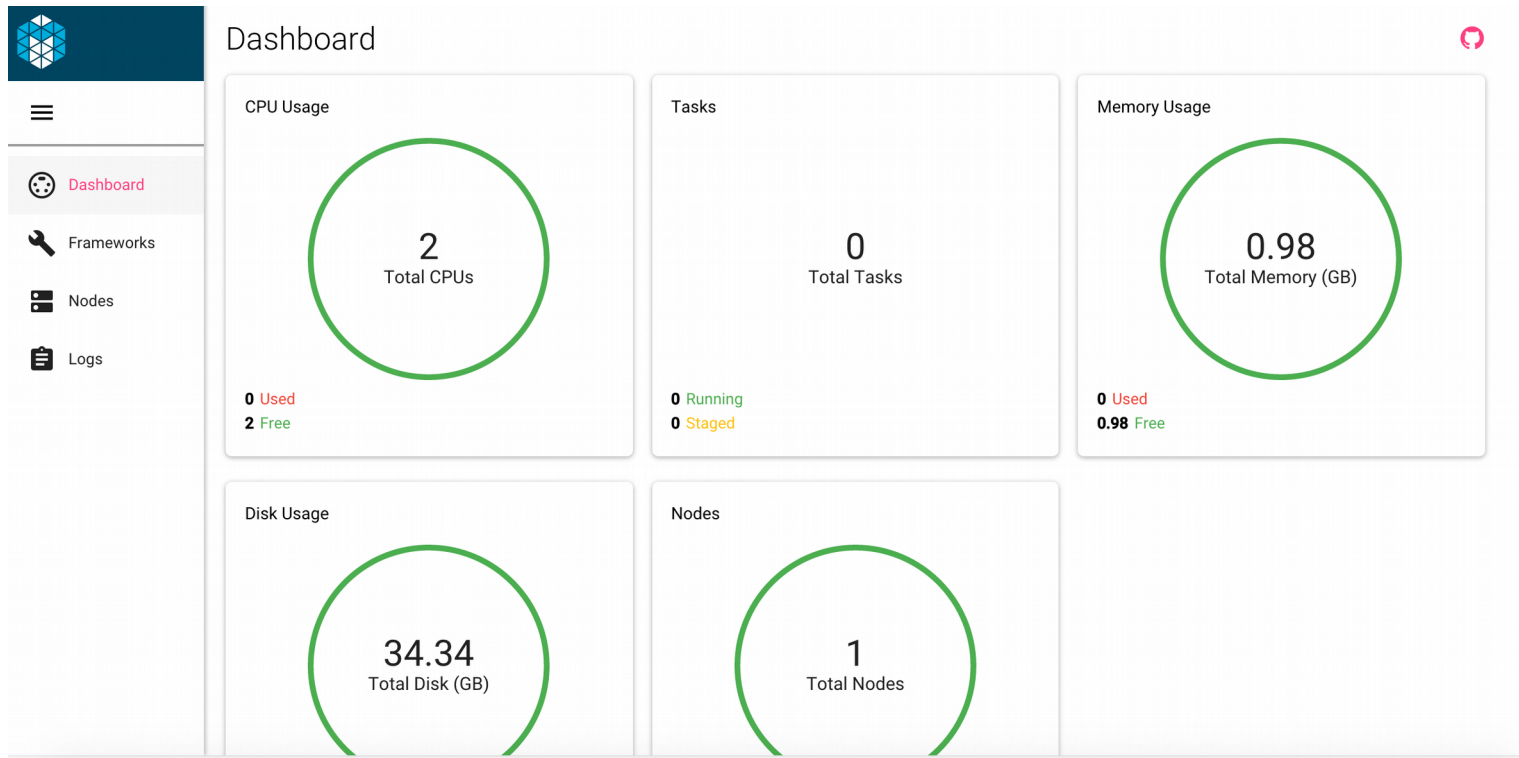 Dashboard
Dashboard
Frameworks
Nodes
Logs
CPU Usage
2
Total CPUs
0 Used
2 Free
Tasks
0
Total Tasks
0 Running
0 Staged
Memory Usage
0.98
Total Memory (GB)
0 Used
0.98 Free
Disk Usage
34.34
Total Disk (GB)
Nodes
1
Total Nodes